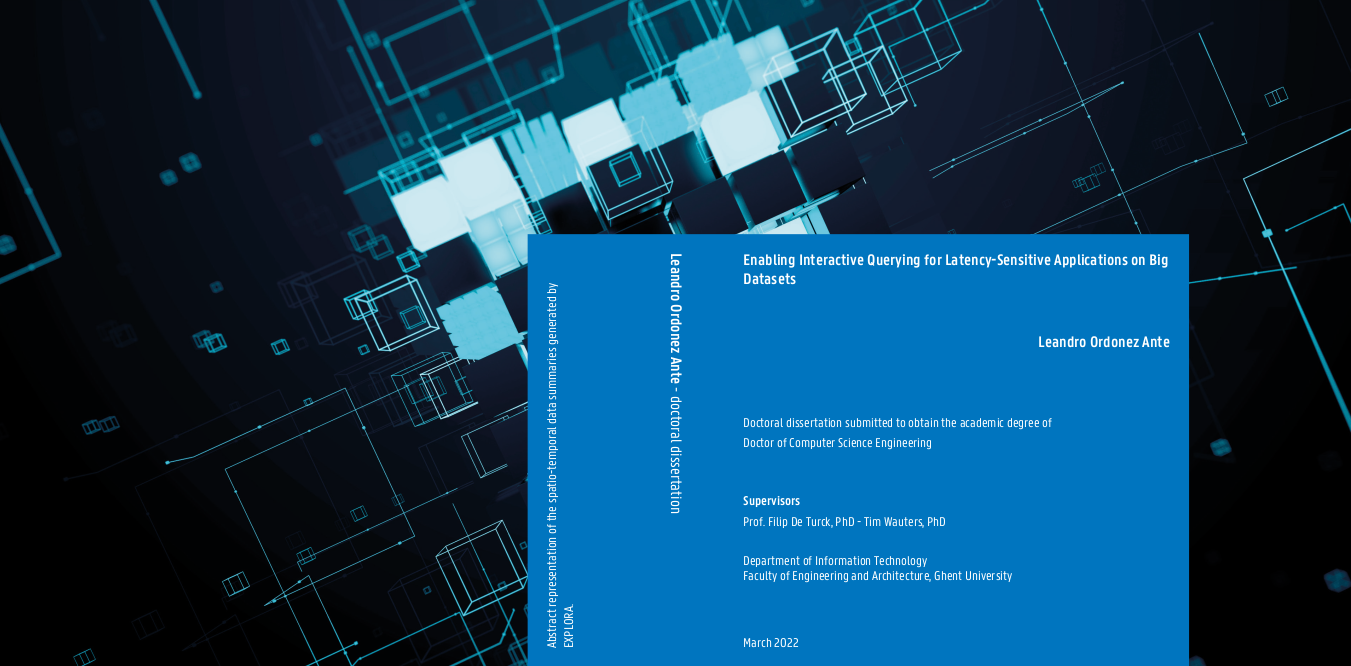 Abstract representation of the spatio-temporal data summaries generated by
EXPLORA.
Leandro Ordonez Ante - doctoral dissertation
Enabling Interactive Querying for Latency-Sensitive Applications on Big
Datasets
Leandro Ordonez Ante
Doctoral dissertation submitted to obtain the academic degree of
Doctor of Computer Science Engineering
Supervisors
Prof. Filip De Turck, PhD - Tim Wauters, PhD
Department of Information Technology
Faculty of Engineering and Architecture, Ghent University
March 2022